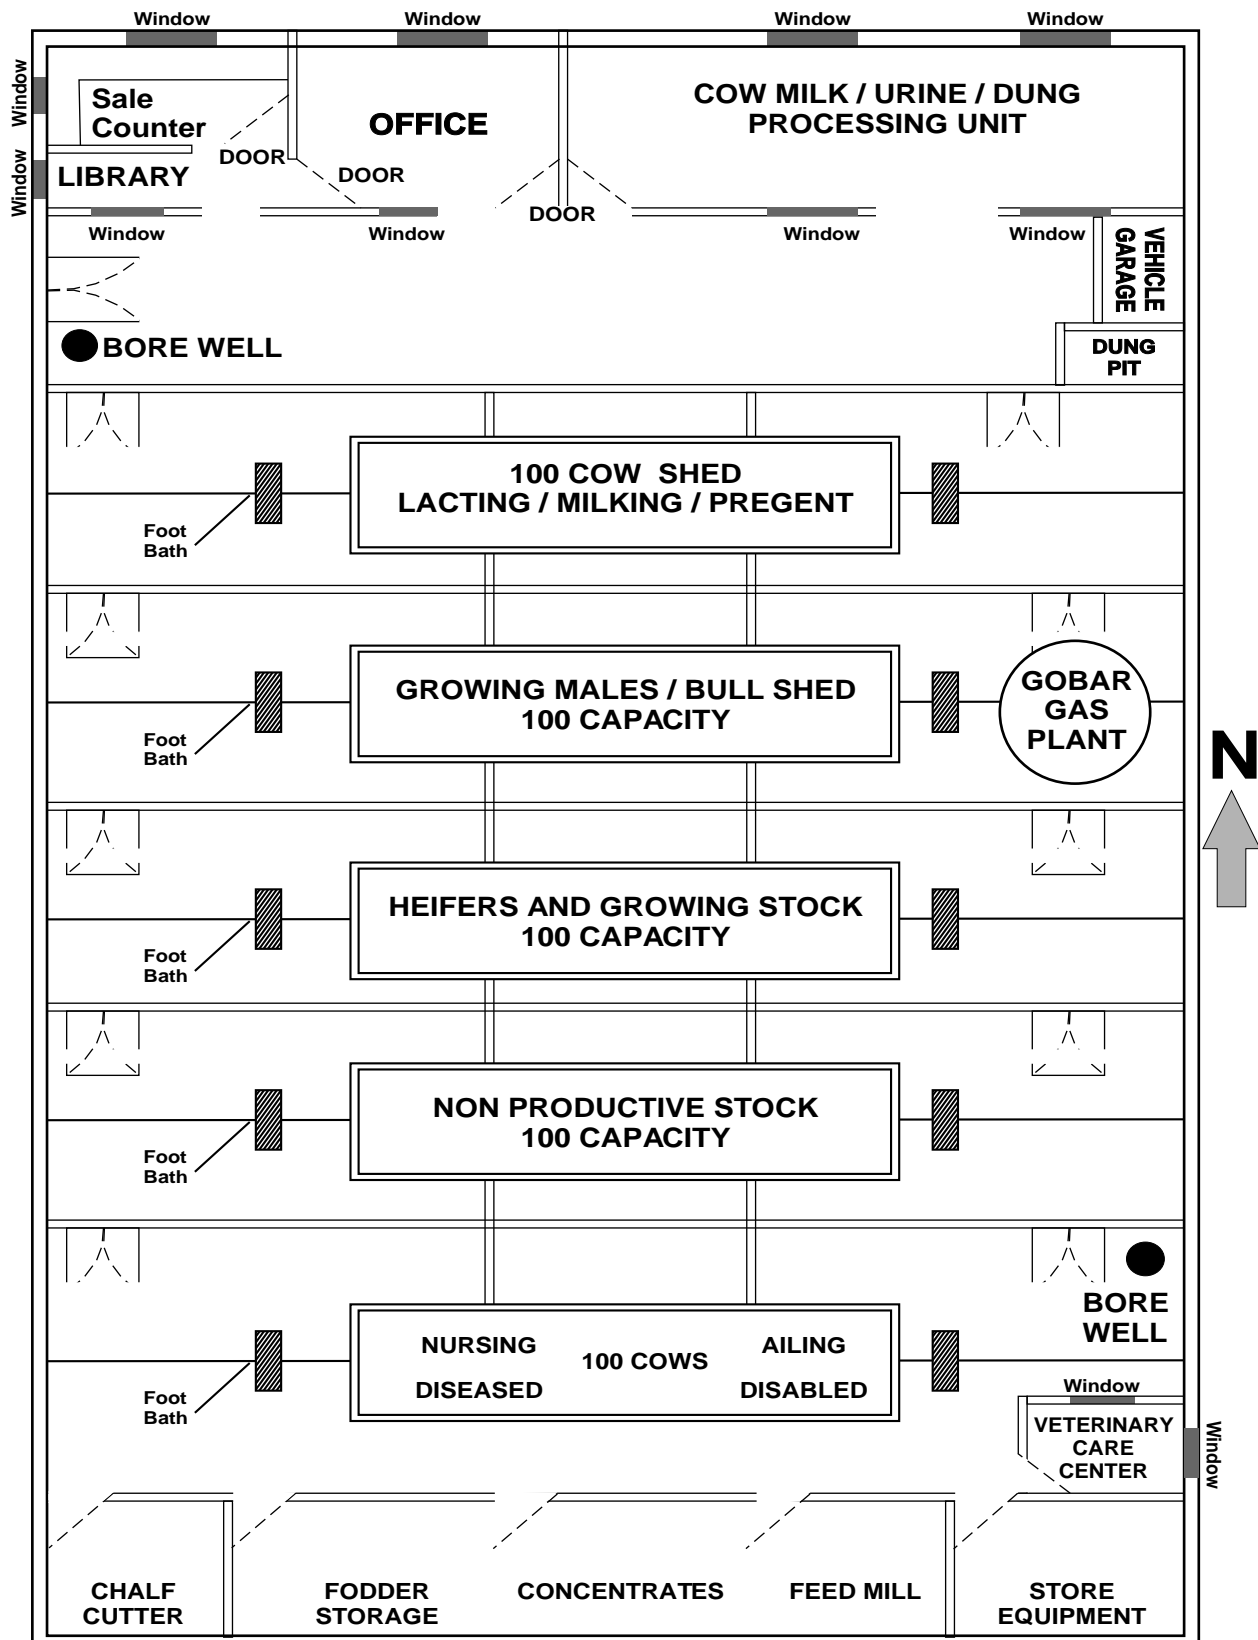 Window
Window
Window
Window
Window
Sale
Counter
OFFICE
COW MILK / URINE / DUNG
PROCESSING UNIT
Window
LIBRARY
DOOR
DOOR
DOOR
Window
Window
Window
Window
VEHICLE
GARAGE
BORE WELL
DUNG
PIT
100 COW SHED
LACTING / MILKING / PREGENT
Foot
Bath
GROWING MALES / BULL SHED
100 CAPACITY
GOBAR
GAS
PLANT
Foot
Bath
N
HEIFERS AND GROWING STOCK
100 CAPACITY
Foot
Bath
NON PRODUCTIVE STOCK
100 CAPACITY
Foot
Bath
BORE
WELL
NURSING
DISEASED
100 COWS
AILING
DISABLED
Foot
Bath
Window
VETERINARY
CARE
CENTER
Window
CHALF
CUTTER
FODDER
STORAGE
CONCENTRATES
FEED MILL
STORE
EQUIPMENT